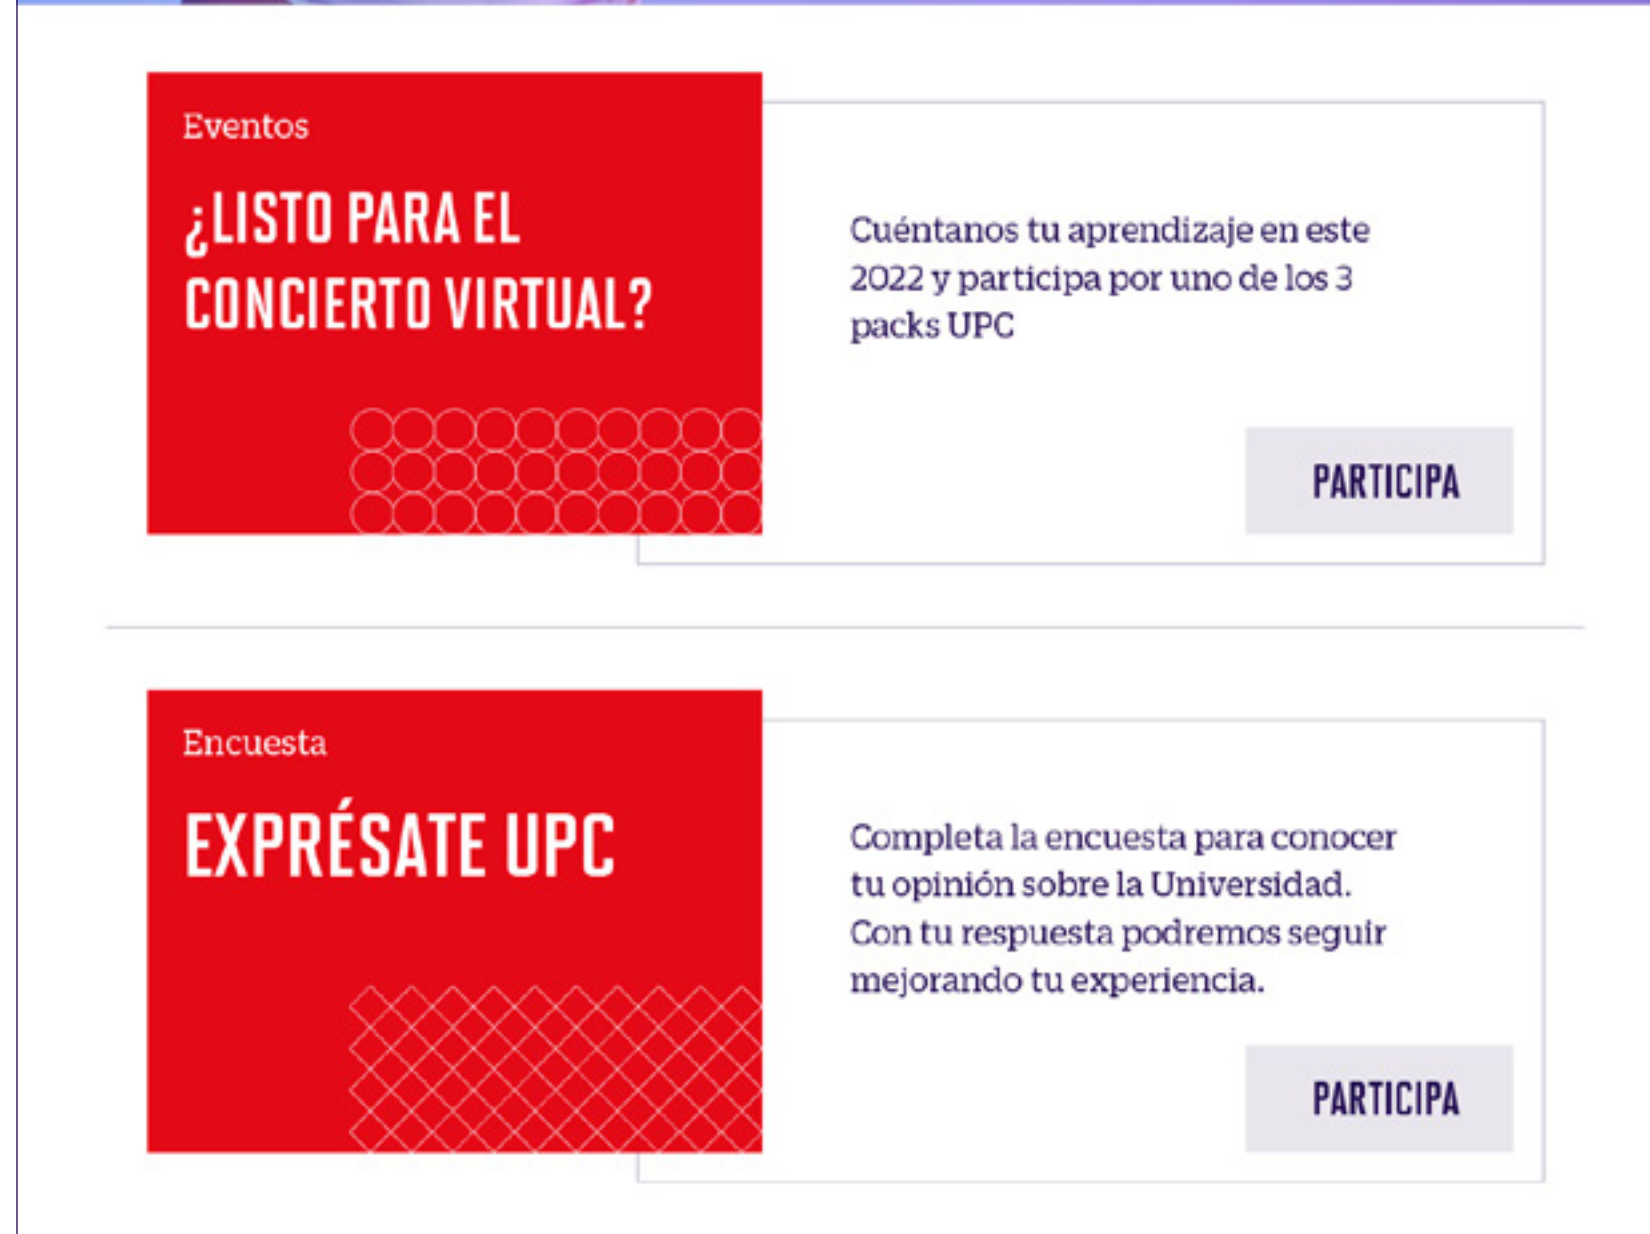 Eventos
¿LISTO PARA EL
CONCIERTO VIRTUAL?
Cuéntanos tu aprendizaje en este
2022 y participa por uno de los 3
packs UPC
PARTICIPA
Encuesta
EXPRÉSATE UPC
Completa la encuesta para conocer
tu opinión sobre la Universidad.
Con tu respuesta podremos seguir
mejorando tu experiencia.
PARTICIPA